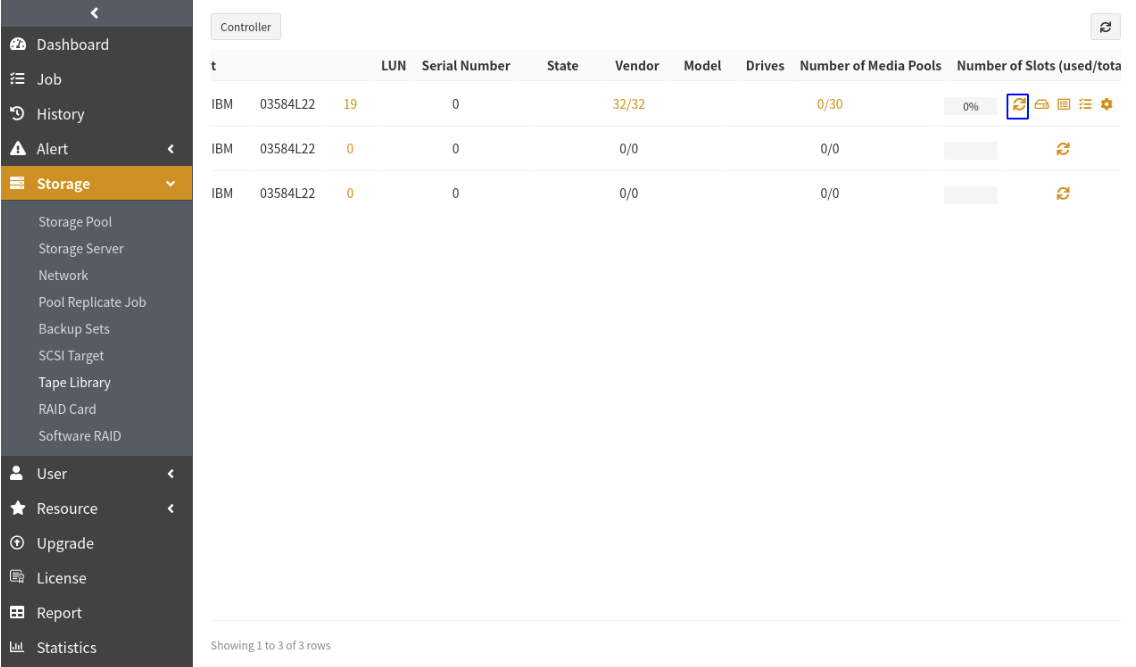 Controller
Dashboard
Job
History
Alert
Storage
Storage Pool
Storage Server
Network
Pool Replicate Job
Backup Sets
SCSI Target
Tape Library
RAID Card
Software RAID
User
Resource
Upgrade
License
Report
Statistics
t LUN Serial Number State Vendor Model Drives Number of Media Pools Number of Slots (used/tota
IBM 03584L22 19 0 32/32 0/30 0%
IBM 03584L22 0 0 0/0 0/0
IBM 03584L22 0 0 0/0 0/0
Showing 1 to 3 of 3 rows